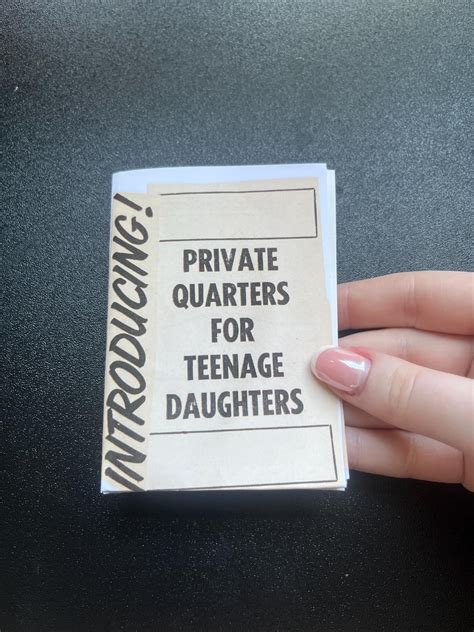 INTRODUCING!
PRIVATE
QUARTERS
FOR
TEENAGE
DAUGHTERS